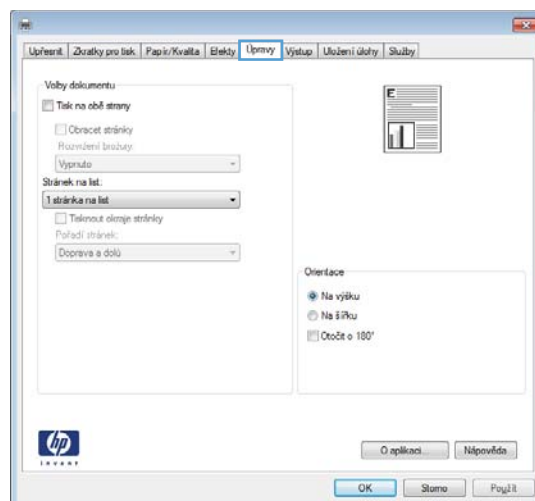 Upřesnit Zkratky pro tisk Papír/Kvalita Efekty Úpravy Výstup Uložení úlohy Služby
Volby dokumentu
Tisk na obě strany
Obracet stránky
Rozvržení brožury:
Vypnuto
Stránek na list:
1 stránka na list
Tisknout okraje stránky
Pořadí stránek:
Doprava a dolů
E
Orientace
Na výšku
Na šířku
Otočit o 180°
hp
invent
O aplikaci... Nápověda
OK Storno Použít